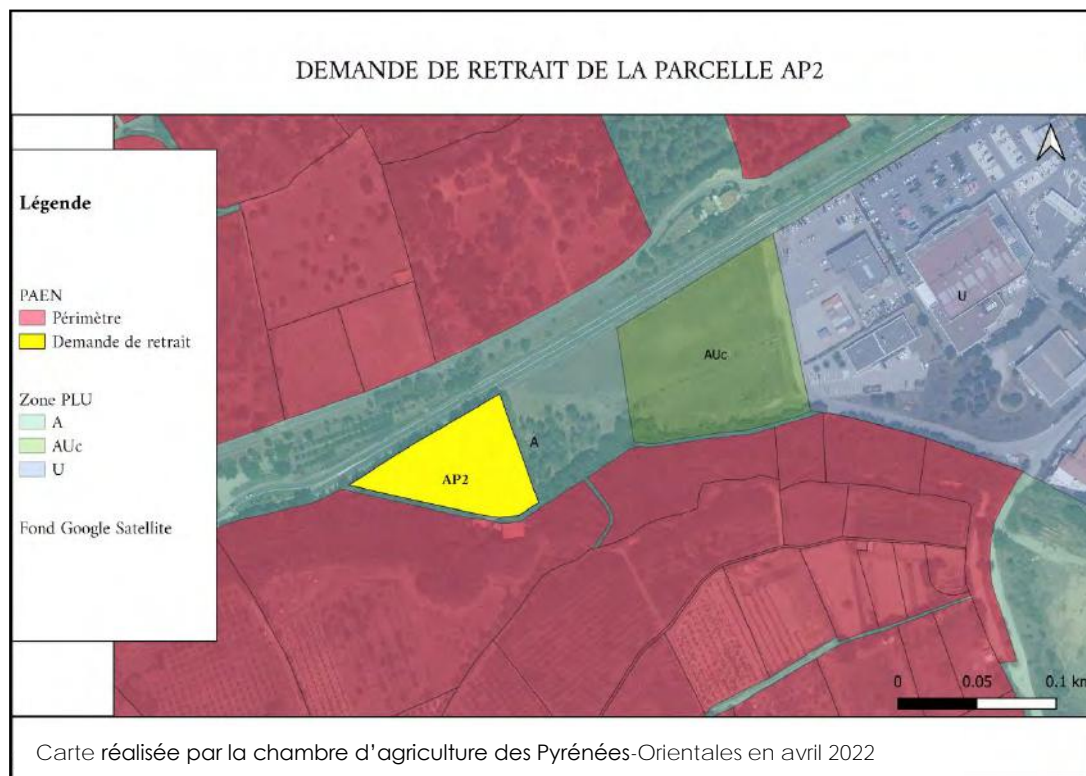 DEMANDE DE RETRAIT DE LA PARCELLE AP2
Légende
PAEN
Périmètre
Demande de retrait
Zone PLU
A
AUc
U
Fond Google Satellite
U
AUc
A
AP2
0 0.05 0.1 km
Carte réalisée par la chambre d'agriculture des Pyrénées-Orientales en avril 2022